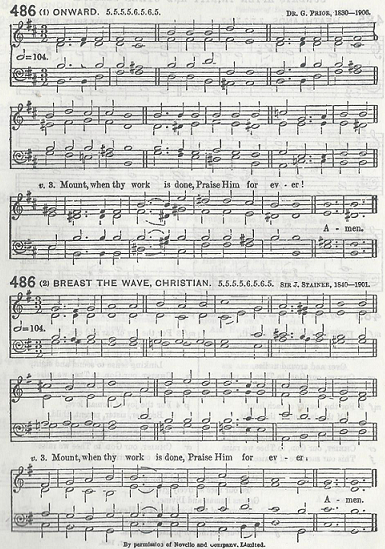 486 (1) ONWARD. 5.5.5.5.6.5.6.5. DR. G. PRIOR, 1830—1906.
=104.
v. 3. Mount, when thy work is done, Praise Him for ev - er!
A - men.
486 (2) BREAST THE WAVE, CHRISTIAN. 5.5.5.5.6.5.6.5. SIR J. STAINER, 1840—1901.
=104.
v. 3. Mount, when thy work is done, Praise Him for ev - er.
A - men.
By permission of Novello and Company, Limited.